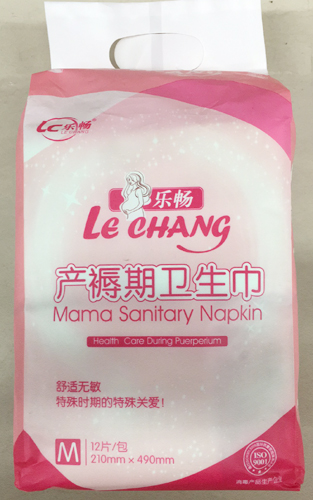 LC乐畅
LE CHANG
乐畅
LE CHANG
产褥期卫生巾
Mama Sanitary Napkin
Health Care During Puerperium
舒适无敏
特殊时期的特殊关爱！
M
12片/包
210mm×490mm
ISO
9001